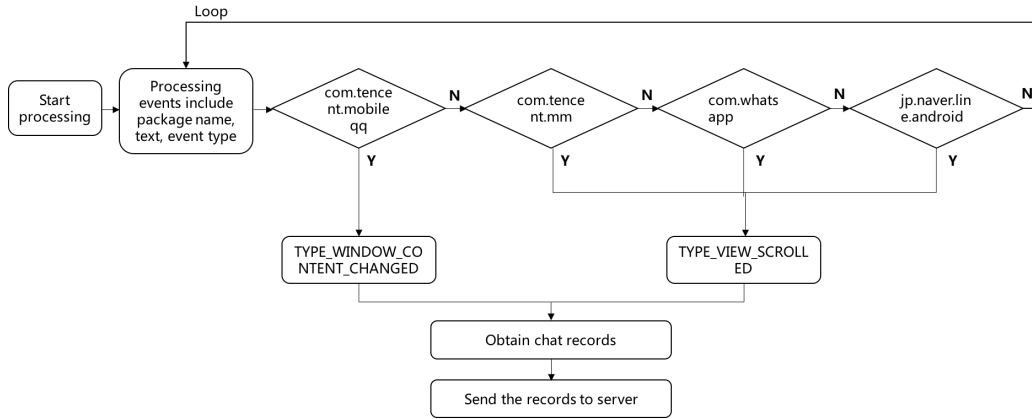 Loop
Start
processing
Processing
events include
package name,
text, event type
com.tence
nt.mobile
qq
N
com.tence
nt.mm
N
com.whats
app
N
jp.naver.lin
e.android
N
Y
Y
Y
Y
TYPE_WINDOW_CO
NTENT_CHANGED
TYPE_VIEW_SCROLL
ED
Obtain chat records
Send the records to server